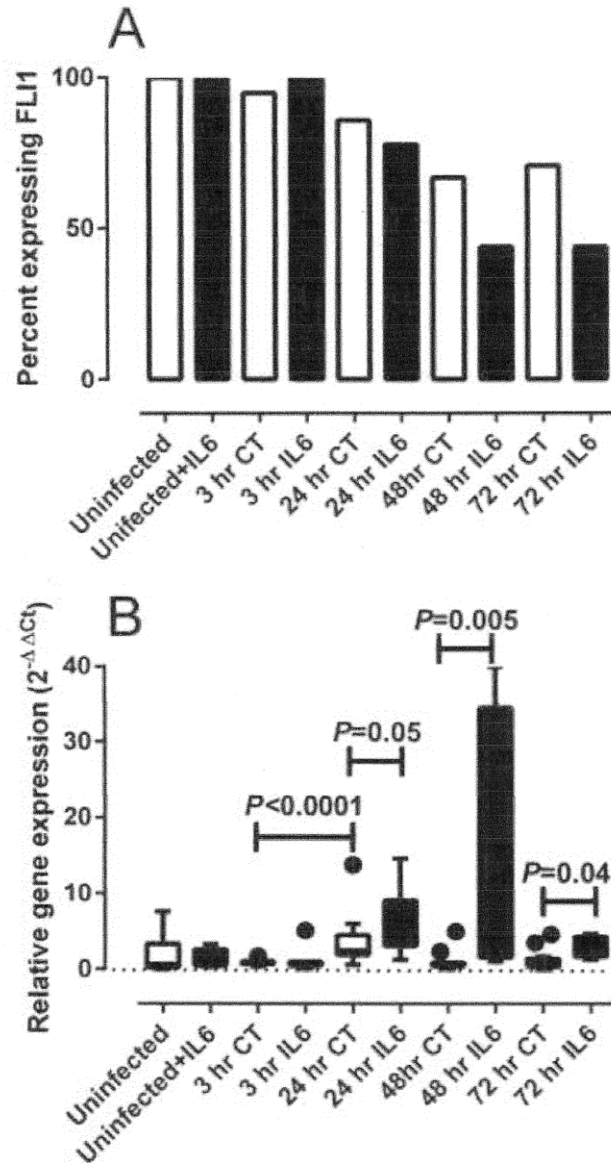 A
Percent expressing FLI1
100
50
0
Uninfected
Unifected+IL6
3 hr CT
3 hr IL6
24 hr CT
24 hr IL6
48hr CT
48 hr IL6
72 hr CT
72 hr IL6
B
Relative gene expression (2-Δ ΔCt)
40
30
20
10
0
P<0.0001
P=0.05
P=0.005
P=0.04
Uninfected
Uninfected+IL6
3 hr CT
3 hr IL6
24 hr CT
24 hr IL6
48hr CT
48 hr IL6
72 hr CT
72 hr IL6